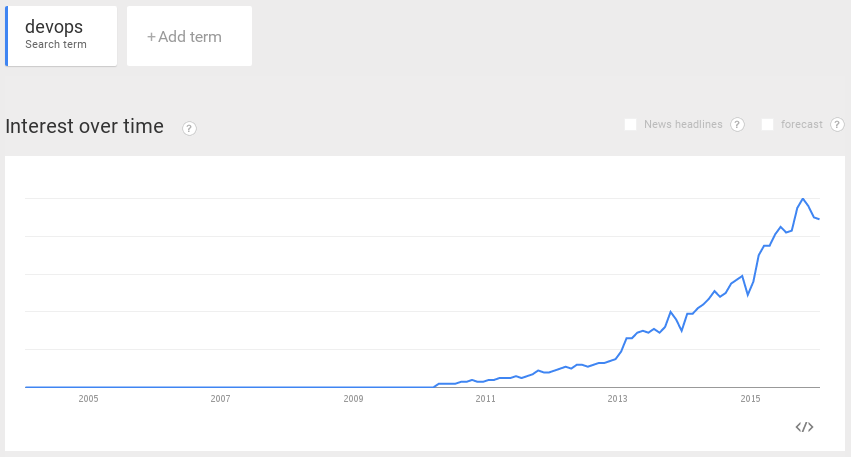 devops
Search term
+ Add term
Interest over time ?
News headlines ? forecast ?
2005 2007 2009 2011 2013 2015
</>